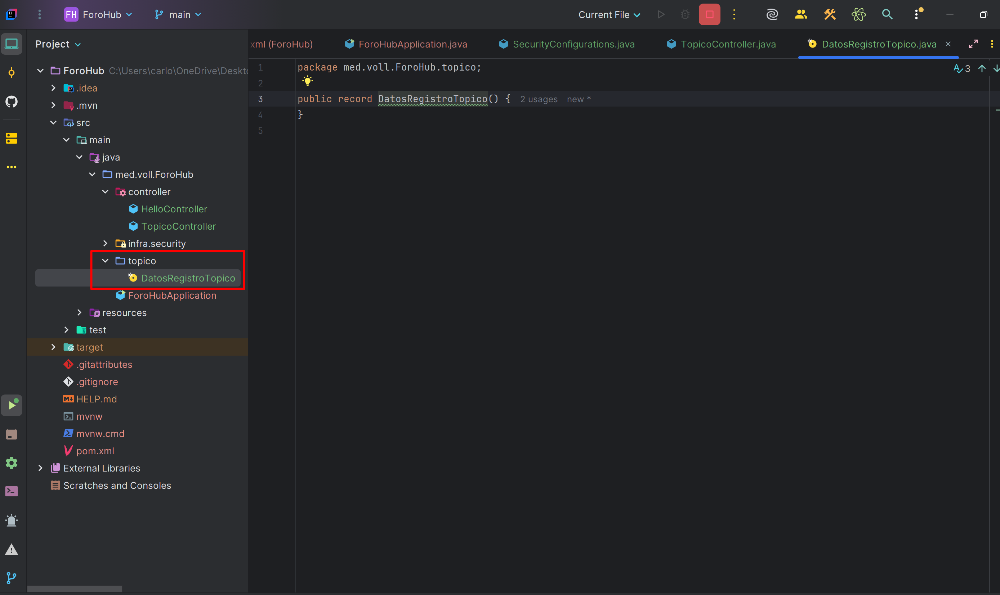 FH ForoHub
main
Current File
Project
xml (ForoHub)
ForoHubApplication.java
SecurityConfigurations.java
TopicoController.java
DatosRegistroTopico.java
ForoHub C:\Users\carlo\OneDrive\Deskto
.idea
.mvn
src
main
java
med.voll.ForoHub
controller
HelloController
TopicoController
infra.security
topico
DatosRegistroTopico
ForoHubApplication
resources
test
target
.gitattributes
.gitignore
HELP.md
mvnw
mvnw.cmd
pom.xml
External Libraries
Scratches and Consoles
1 package med.voll.ForoHub.topico;
2
3 public record DatosRegistroTopico() { 2 usages new *
4 }
5
3